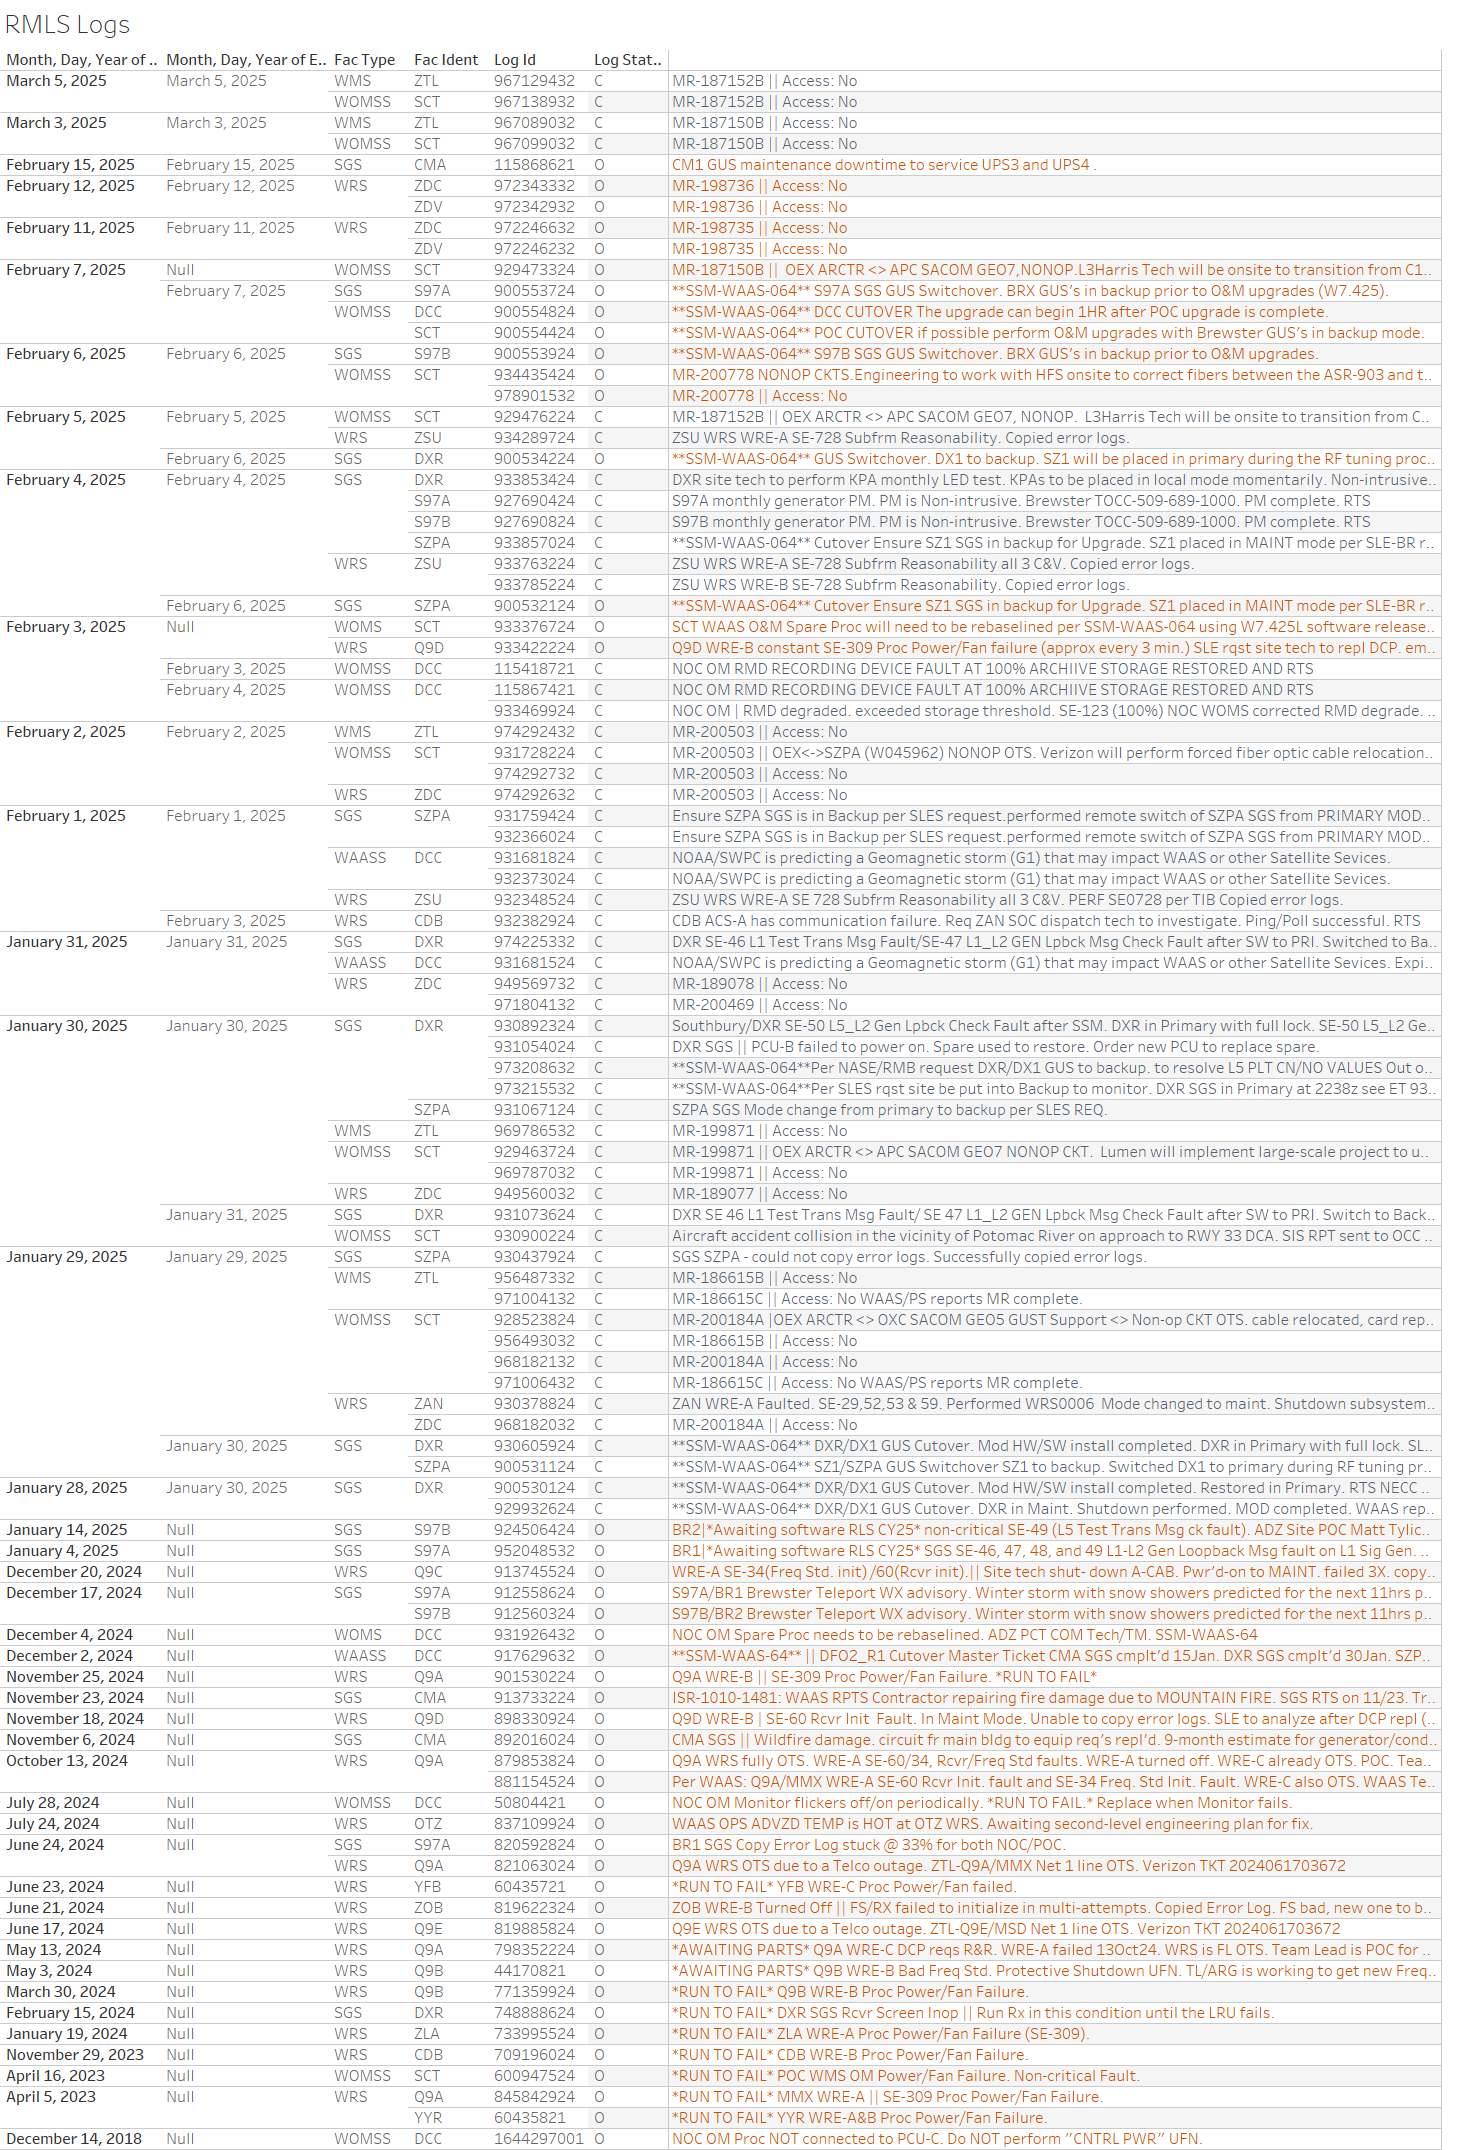 RMLS Logs
Month, Day, Year of .. Month, Day, Year of E.. Fac Type Fac Ident Log Id Log Stat..
March 5, 2025 March 5, 2025 WMS ZTL 967129432 C MR-187152B || Access: No
WOMSS SCT 967138932 C MR-187152B || Access: No
March 3, 2025 March 3, 2025 WMS ZTL 967089032 C MR-187150B || Access: No
WOMSS SCT 967099032 C MR-187150B || Access: No
February 15, 2025 February 15, 2025 SGS CMA 115868621 O CM1 GUS maintenance downtime to service UPS3 and UPS4 .
February 12, 2025 February 12, 2025 WRS ZDC 972343332 O MR-198736 || Access: No
ZDV 972342932 O MR-198736 || Access: No
February 11, 2025 February 11, 2025 WRS ZDC 972246632 O MR-198735 || Access: No
ZDV 972246232 O MR-198735 || Access: No
February 7, 2025 Null WOMSS SCT 929473324 O MR-187150B || OEX ARCTR <> APC SACOM GEO7,NONOP.L3Harris Tech will be onsite to transition from C1..
February 7, 2025 SGS S97A 900553724 O **SSM-WAAS-064** S97A SGS GUS Switchover. BRX GUS's in backup prior to O&M upgrades (W7.425).
WOMSS DCC 900554824 O **SSM-WAAS-064** DCC CUTOVER The upgrade can begin 1HR after POC upgrade is complete.
SCT 900554424 O **SSM-WAAS-064** POC CUTOVER if possible perform O&M upgrades with Brewster GUS's in backup mode.
February 6, 2025 February 6, 2025 SGS S97B 900553924 O **SSM-WAAS-064** S97B SGS GUS Switchover. BRX GUS's in backup prior to O&M upgrades.
WOMSS SCT 934435424 O MR-200778 NONOP CKTS.Engineering to work with HFS onsite to correct fibers between the ASR-903 and t..
978901532 O MR-200778 || Access: No
February 5, 2025 February 5, 2025 WOMSS SCT 929476224 C MR-187152B || OEX ARCTR <> APC SACOM GEO7, NONOP. L3Harris Tech will be onsite to transition from C..
WRS ZSU 934289724 C ZSU WRS WRE-A SE-728 Subfrm Reasonability. Copied error logs.
February 6, 2025 SGS DXR 900534224 O **SSM-WAAS-064** GUS Switchover. DX1 to backup. SZ1 will be placed in primary during the RF tuning proc..
February 4, 2025 February 4, 2025 SGS DXR 933853424 C DXR site tech to perform KPA monthly LED test. KPAs to be placed in local mode momentarily. Non-intrusive..
S97A 927690424 C S97A monthly generator PM. PM is Non-intrusive. Brewster TOCC-509-689-1000. PM complete. RTS
S97B 927690824 C S97B monthly generator PM. PM is Non-intrusive. Brewster TOCC-509-689-1000. PM complete. RTS
SZPA 933857024 C **SSM-WAAS-064** Cutover Ensure SZ1 SGS in backup for Upgrade. SZ1 placed in MAINT mode per SLE-BR r..
WRS ZSU 933763224 C ZSU WRS WRE-A SE-728 Subfrm Reasonability all 3 C&V. Copied error logs.
933785224 C ZSU WRS WRE-B SE-728 Subfrm Reasonability. Copied error logs.
February 6, 2025 SGS SZPA 900532124 O **SSM-WAAS-064** Cutover Ensure SZ1 SGS in backup for Upgrade. SZ1 placed in MAINT mode per SLE-BR r..
February 3, 2025 Null WOMS SCT 933376724 O SCT WAAS O&M Spare Proc will need to be rebaselined per SSM-WAAS-064 using W7.425L software release..
WRS Q9D 933422224 O Q9D WRE-B constant SE-309 Proc Power/Fan failure (approx every 3 min.) SLE rqst site tech to repl DCP. em..
February 3, 2025 WOMSS DCC 115418721 C NOC OM RMD RECORDING DEVICE FAULT AT 100% ARCHIIVE STORAGE RESTORED AND RTS
February 4, 2025 WOMSS DCC 115867421 C NOC OM RMD RECORDING DEVICE FAULT AT 100% ARCHIIVE STORAGE RESTORED AND RTS
933469924 C NOC OM | RMD degraded. exceeded storage threshold. SE-123 (100%) NOC WOMS corrected RMD degrade. ..
February 2, 2025 February 2, 2025 WMS ZTL 974292432 C MR-200503 || Access: No
WOMSS SCT 931728224 C MR-200503 || OEX<->SZPA (W045962) NONOP OTS. Verizon will perform forced fiber optic cable relocation..
974292732 C MR-200503 || Access: No
WRS ZDC 974292632 C MR-200503 || Access: No
February 1, 2025 February 1, 2025 SGS SZPA 931759424 C Ensure SZPA SGS is in Backup per SLES request.performed remote switch of SZPA SGS from PRIMARY MOD..
932366024 C Ensure SZPA SGS is in Backup per SLES request.performed remote switch of SZPA SGS from PRIMARY MOD..
WAASS DCC 931681824 C NOAA/SWPC is predicting a Geomagnetic storm (G1) that may impact WAAS or other Satellite Sevices.
932373024 C NOAA/SWPC is predicting a Geomagnetic storm (G1) that may impact WAAS or other Satellite Sevices.
WRS ZSU 932348524 C ZSU WRS WRE-A SE 728 Subfrm Reasonability all 3 C&V. PERF SE0728 per TIB Copied error logs.
February 3, 2025 WRS CDB 932382924 C CDB ACS-A has communication failure. Req ZAN SOC dispatch tech to investigate. Ping/Poll successful. RTS
January 31, 2025 January 31, 2025 SGS DXR 974225332 C DXR SE-46 L1 Test Trans Msg Fault/SE-47 L1_L2 GEN Lpbck Msg Check Fault after SW to PRI. Switched to Ba..
WAASS DCC 931681524 C NOAA/SWPC is predicting a Geomagnetic storm (G1) that may impact WAAS or other Satellite Sevices. Expi..
WRS ZDC 949569732 C MR-189078 || Access: No
971804132 C MR-200469 || Access: No
January 30, 2025 January 30, 2025 SGS DXR 930892324 C Southbury/DXR SE-50 L5_L2 Gen Lpbck Check Fault after SSM. DXR in Primary with full lock. SE-50 L5_L2 Ge..
931054024 C DXR SGS || PCU-B failed to power on. Spare used to restore. Order new PCU to replace spare.
973208632 C **SSM-WAAS-064**Per NASE/RMB request DXR/DX1 GUS to backup. to resolve L5 PLT CN/NO VALUES Out o..
973215532 C **SSM-WAAS-064**Per SLES rqst site be put into Backup to monitor. DXR SGS in Primary at 2238z see ET 93..
SZPA 931067124 C SZPA SGS Mode change from primary to backup per SLES REQ.
WMS ZTL 969786532 C MR-199871 || Access: No
WOMSS SCT 929463724 C MR-199871 || OEX ARCTR <> APC SACOM GEO7 NONOP CKT. Lumen will implement large-scale project to u..
969787032 C MR-199871 || Access: No
WRS ZDC 949560032 C MR-189077 || Access: No
January 31, 2025 SGS DXR 931073624 C DXR SE 46 L1 Test Trans Msg Fault/ SE 47 L1_L2 GEN Lpbck Msg Check Fault after SW to PRI. Switch to Back..
WOMSS SCT 930900224 C Aircraft accident collision in the vicinity of Potomac River on approach to RWY 33 DCA. SIS RPT sent to OCC ..
January 29, 2025 January 29, 2025 SGS SZPA 930437924 C SGS SZPA - could not copy error logs. Successfully copied error logs.
WMS ZTL 956487332 C MR-186615B || Access: No
971004132 C MR-186615C || Access: No WAAS/PS reports MR complete.
WOMSS SCT 928523824 C MR-200184A |OEX ARCTR <> OXC SACOM GEO5 GUST Support <> Non-op CKT OTS. cable relocated, card rep..
956493032 C MR-186615B || Access: No
968182132 C MR-200184A || Access: No
971006432 C MR-186615C || Access: No WAAS/PS reports MR complete.
WRS ZAN 930378824 C ZAN WRE-A Faulted. SE-29,52,53 & 59. Performed WRS0006 Mode changed to maint. Shutdown subsystem..
ZDC 968182032 C MR-200184A || Access: No
January 30, 2025 SGS DXR 930605924 C **SSM-WAAS-064** DXR/DX1 GUS Cutover. Mod HW/SW install completed. DXR in Primary with full lock. SL..
SZPA 900531124 C **SSM-WAAS-064** SZ1/SZPA GUS Switchover SZ1 to backup. Switched DX1 to primary during RF tuning pr..
January 28, 2025 January 30, 2025 SGS DXR 900530124 C **SSM-WAAS-064** DXR/DX1 GUS Cutover. Mod HW/SW install completed. Restored in Primary. RTS NECC ..
929932624 C **SSM-WAAS-064** DXR/DX1 GUS Cutover. DXR in Maint. Shutdown performed. MOD completed. WAAS rep..
January 14, 2025 Null SGS S97B 924506424 O BR2|*Awaiting software RLS CY25* non-critical SE-49 (L5 Test Trans Msg ck fault). ADZ Site POC Matt Tylic..
January 4, 2025 Null SGS S97A 952048532 O BR1|*Awaiting software RLS CY25* SGS SE-46, 47, 48, and 49 L1-L2 Gen Loopback Msg fault on L1 Sig Gen. ..
December 20, 2024 Null WRS Q9C 913745524 O WRE-A SE-34(Freq Std. init) /60(Rcvr init).|| Site tech shut- down A-CAB. Pwr'd-on to MAINT. failed 3X. copy..
December 17, 2024 Null SGS S97A 912558624 O S97A/BR1 Brewster Teleport WX advisory. Winter storm with snow showers predicted for the next 11hrs p..
S97B 912560324 O S97B/BR2 Brewster Teleport WX advisory. Winter storm with snow showers predicted for the next 11hrs p..
December 4, 2024 Null WOMS DCC 931926432 O NOC OM Spare Proc needs to be rebaselined. ADZ PCT COM Tech/TM. SSM-WAAS-64
December 2, 2024 Null WAASS DCC 917629632 O **SSM-WAAS-64** || DFO2_R1 Cutover Master Ticket CMA SGS cmplt'd 15Jan. DXR SGS cmplt'd 30Jan. SZP..
November 25, 2024 Null WRS Q9A 901530224 O Q9A WRE-B || SE-309 Proc Power/Fan Failure. *RUN TO FAIL*
November 23, 2024 Null SGS CMA 913733224 O ISR-1010-1481: WAAS RPTS Contractor repairing fire damage due to MOUNTAIN FIRE. SGS RTS on 11/23. Tr..
November 18, 2024 Null WRS Q9D 898330924 O Q9D WRE-B | SE-60 Rcvr Init Fault. In Maint Mode. Unable to copy error logs. SLE to analyze after DCP repl (..
November 6, 2024 Null SGS CMA 892016024 O CMA SGS || Wildfire damage. circuit fr main bldg to equip req's repl'd. 9-month estimate for generator/cond..
October 13, 2024 Null WRS Q9A 879853824 O Q9A WRS fully OTS. WRE-A SE-60/34, Rcvr/Freq Std faults. WRE-A turned off. WRE-C already OTS. POC. Tea..
881154524 O Per WAAS: Q9A/MMX WRE-A SE-60 Rcvr Init. fault and SE-34 Freq. Std Init. Fault. WRE-C also OTS. WAAS Te..
July 28, 2024 Null WOMSS DCC 50804421 O NOC OM Monitor flickers off/on periodically. *RUN TO FAIL.* Replace when Monitor fails.
July 24, 2024 Null WRS OTZ 837109924 O WAAS OPS ADVZD TEMP is HOT at OTZ WRS. Awaiting second-level engineering plan for fix.
June 24, 2024 Null SGS S97A 820592824 O BR1 SGS Copy Error Log stuck @ 33% for both NOC/POC.
WRS Q9A 821063024 O Q9A WRS OTS due to a Telco outage. ZTL-Q9A/MMX Net 1 line OTS. Verizon TKT 2024061703672
June 23, 2024 Null WRS YFB 60435721 O *RUN TO FAIL* YFB WRE-C Proc Power/Fan failed.
June 21, 2024 Null WRS ZOB 819622324 O ZOB WRE-B Turned Off || FS/RX failed to initialize in multi-attempts. Copied Error Log. FS bad, new one to b..
June 17, 2024 Null WRS Q9E 819885824 O Q9E WRS OTS due to a Telco outage. ZTL-Q9E/MSD Net 1 line OTS. Verizon TKT 2024061703672
May 13, 2024 Null WRS Q9A 798352224 O *AWAITING PARTS* Q9A WRE-C DCP reqs R&R. WRE-A failed 13Oct24. WRS is FL OTS. Team Lead is POC for ..
May 3, 2024 Null WRS Q9B 44170821 O *AWAITING PARTS* Q9B WRE-B Bad Freq Std. Protective Shutdown UFN. TL/ARG is working to get new Freq..
March 30, 2024 Null WRS Q9B 771359924 O *RUN TO FAIL* Q9B WRE-B Proc Power/Fan Failure.
February 15, 2024 Null SGS DXR 748888624 O *RUN TO FAIL* DXR SGS Rcvr Screen Inop || Run Rx in this condition until the LRU fails.
January 19, 2024 Null WRS ZLA 733995524 O *RUN TO FAIL* ZLA WRE-A Proc Power/Fan Failure (SE-309).
November 29, 2023 Null WRS CDB 709196024 O *RUN TO FAIL* CDB WRE-B Proc Power/Fan Failure.
April 16, 2023 Null WOMSS SCT 600947524 O *RUN TO FAIL* POC WMS OM Power/Fan Failure. Non-critical Fault.
April 5, 2023 Null WRS Q9A 845842924 O *RUN TO FAIL* MMX WRE-A || SE-309 Proc Power/Fan Failure.
YYR 60435821 O *RUN TO FAIL* YYR WRE-A&B Proc Power/Fan Failure.
December 14, 2018 Null WOMSS DCC 1644297001 O NOC OM Proc NOT connected to PCU-C. Do NOT perform "CNTRL PWR" UFN.